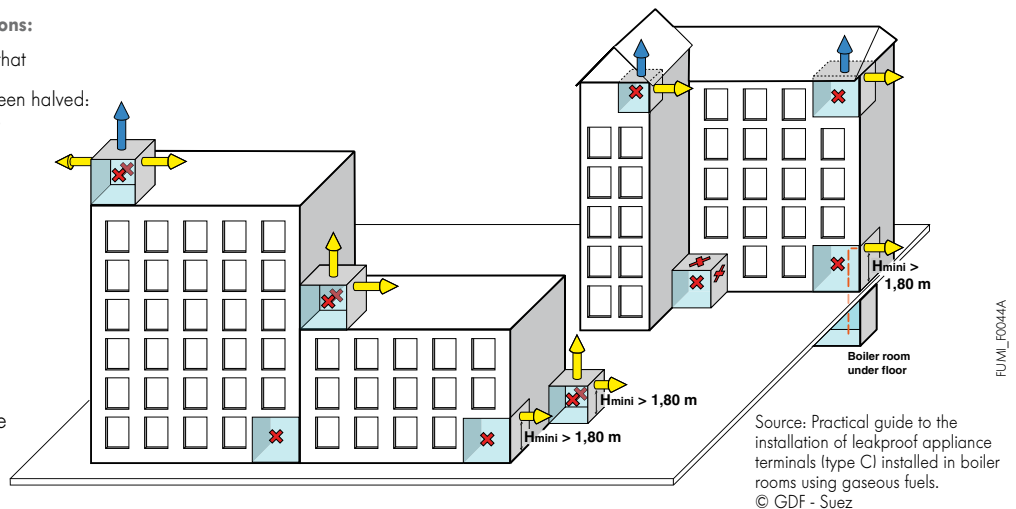 ons:
hat
een halved:
e
Hmini >
1,80 m
Boiler room
under floor
Hmini > 1,80 m
Hmini > 1,80 m
FUMI_F0044A
Source: Practical guide to the
installation of leakproof appliance
terminals (type C) installed in boiler
rooms using gaseous fuels.
© GDF - Suez